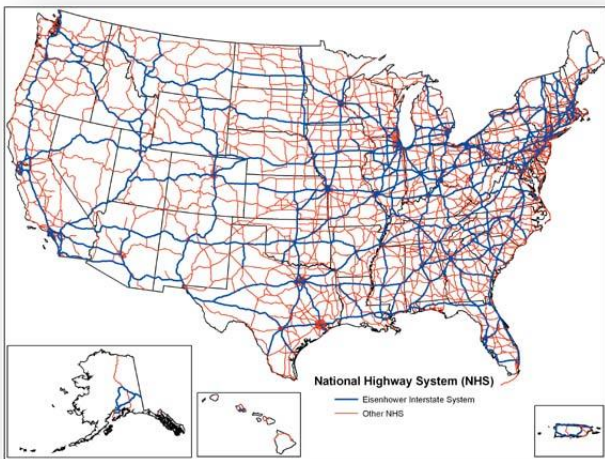 National Highway System (NHS)
Eisenhower Interstate System
Other NHS